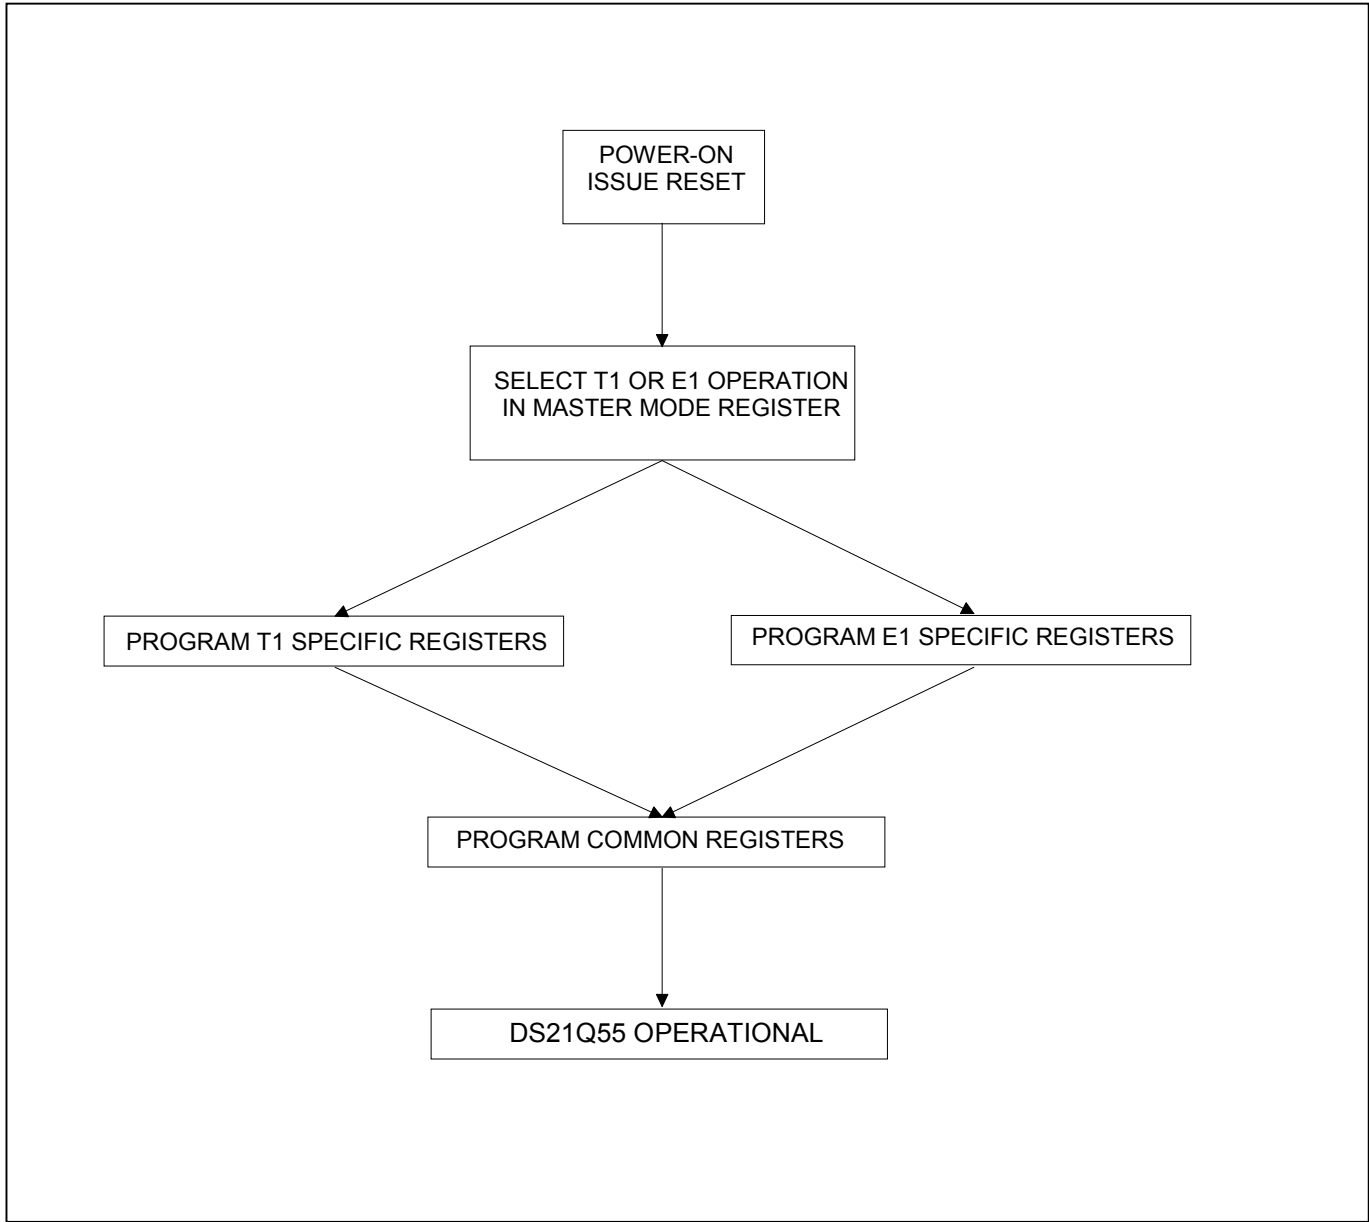 POWER-ON
ISSUE RESET
SELECT T1 OR E1 OPERATION
IN MASTER MODE REGISTER
PROGRAM T1 SPECIFIC REGISTERS
PROGRAM E1 SPECIFIC REGISTERS
PROGRAM COMMON REGISTERS
DS21Q55 OPERATIONAL